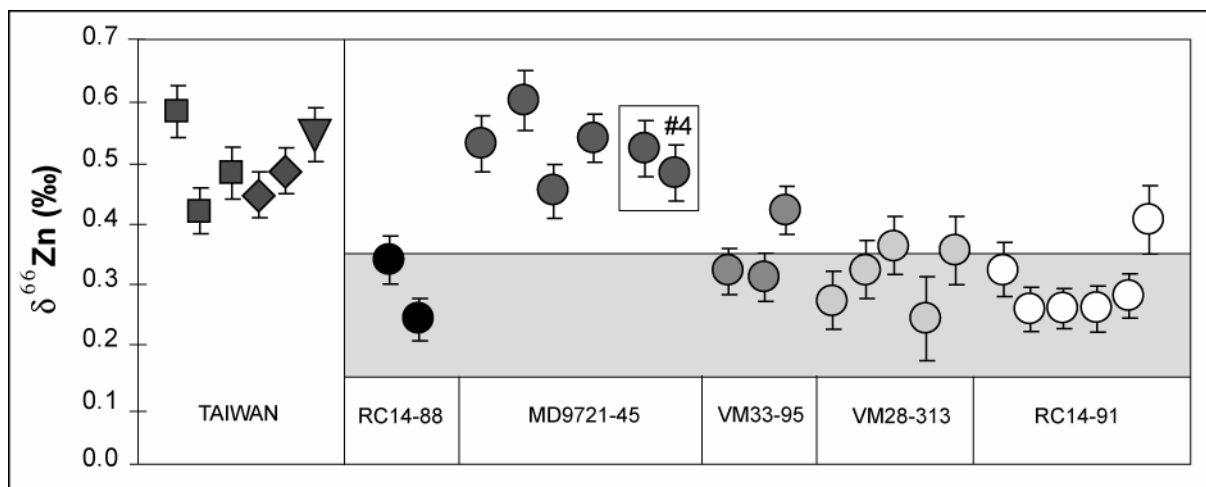 δ⁶⁶Zn (‰)
0.7
0.6
0.5
0.4
0.3
0.2
0.1
0.0
#4
TAIWAN
RC14-88
MD9721-45
VM33-95
VM28-313
RC14-91